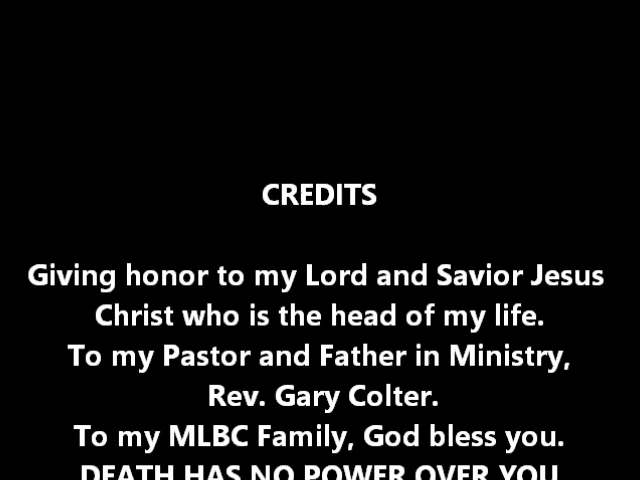 CREDITS
Giving honor to my Lord and Savior Jesus
Christ who is the head of my life.
To my Pastor and Father in Ministry,
Rev. Gary Colter.
To my MLBC Family, God bless you.
DEATH HAS NO POWER OVER YOU